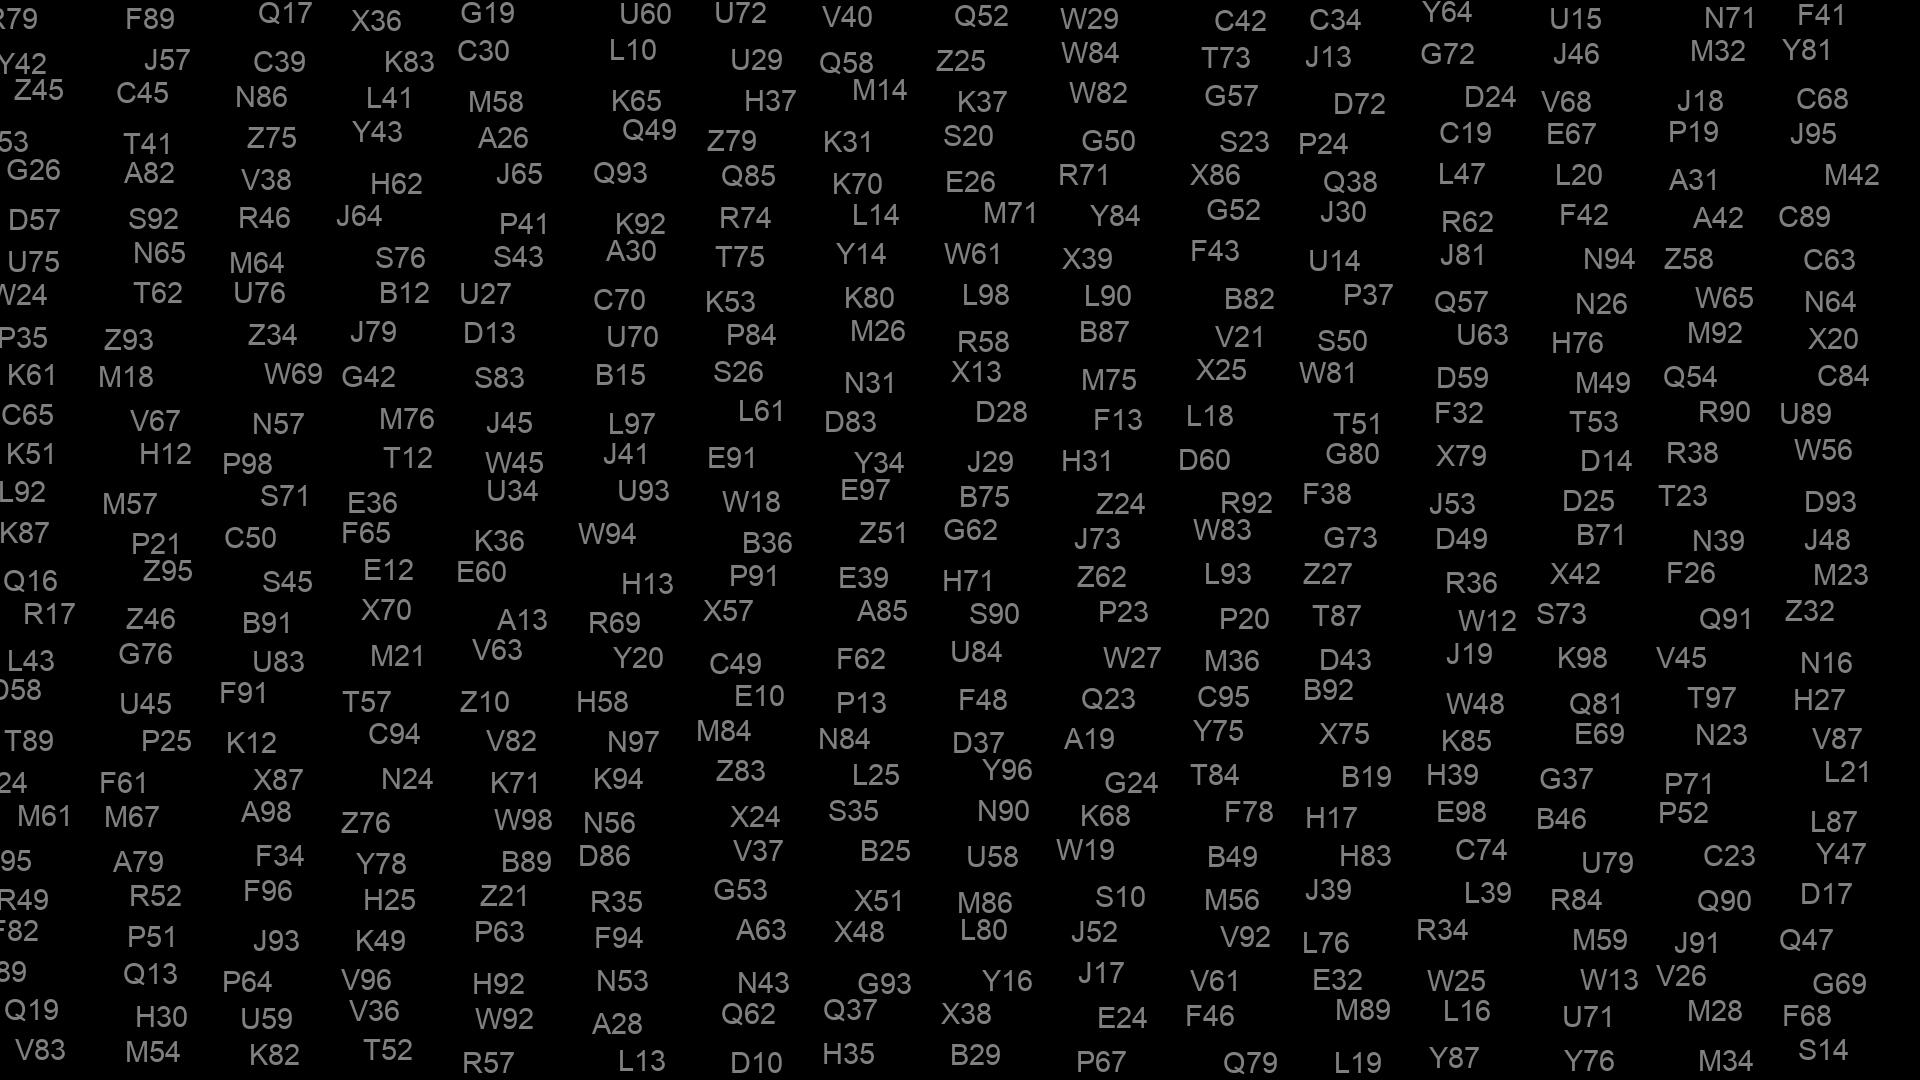 R79 F89 Q17 X36 G19 U60 U72 V40 Q52 W29 C42 C34 Y64 U15 N71 F41
Y42 J57 C39 K83 C30 L10 U29 Q58 Z25 W84 T73 J13 G72 J46 M32 Y81
Z45 C45 N86 L41 M58 K65 H37 M14 K37 W82 G57 D72 D24 V68 J18 C68
53 T41 Z75 Y43 A26 Q49 Z79 K31 S20 G50 S23 P24 C19 E67 P19 J95
G26 A82 V38 H62 J65 Q93 Q85 K70 E26 R71 X86 Q38 L47 L20 A31 M42
D57 S92 R46 J64 P41 K92 R74 L14 M71 Y84 G52 J30 R62 F42 A42 C89
U75 N65 M64 S76 S43 A30 T75 Y14 W61 X39 F43 U14 J81 N94 Z58 C63
W24 T62 U76 B12 U27 C70 K53 K80 L98 L90 B82 P37 Q57 N26 W65 N64
P35 Z93 Z34 J79 D13 U70 P84 M26 R58 B87 V21 S50 U63 H76 M92 X20
K61 M18 W69 G42 S83 B15 S26 N31 X13 M75 X25 W81 D59 M49 Q54 C84
C65 V67 N57 M76 J45 L97 L61 D83 D28 F13 L18 T51 F32 T53 R90 U89
K51 H12 P98 T12 W45 J41 E91 Y34 J29 H31 D60 G80 X79 D14 R38 W56
L92 M57 S71 E36 U34 U93 W18 E97 B75 Z24 R92 F38 J53 D25 T23 D93
K87 P21 C50 F65 K36 W94 B36 Z51 G62 J73 W83 G73 D49 B71 N39 J48
Q16 Z95 S45 E12 E60 H13 P91 E39 H71 Z62 L93 Z27 R36 X42 F26 M23
R17 Z46 B91 X70 A13 R69 X57 A85 S90 P23 P20 T87 W12 S73 Q91 Z32
L43 G76 U83 M21 V63 Y20 C49 F62 U84 W27 M36 D43 J19 K98 V45 N16
D58 U45 F91 T57 Z10 H58 E10 P13 F48 Q23 C95 B92 W48 Q81 T97 H27
T89 P25 K12 C94 V82 N97 M84 N84 D37 A19 Y75 X75 K85 E69 N23 V87
24 F61 X87 N24 K71 K94 Z83 L25 Y96 G24 T84 B19 H39 G37 P71 L21
M61 M67 A98 Z76 W98 N56 X24 S35 N90 K68 F78 H17 E98 B46 P52 L87
95 A79 F34 Y78 B89 D86 V37 B25 U58 W19 B49 H83 C74 U79 C23 Y47
R49 R52 F96 H25 Z21 R35 G53 X51 M86 S10 M56 J39 L39 R84 Q90 D17
F82 P51 J93 K49 P63 F94 A63 X48 L80 J52 V92 L76 R34 M59 J91 Q47
89 Q13 P64 V96 H92 N53 N43 G93 Y16 J17 V61 E32 W25 W13 V26 G69
Q19 H30 U59 V36 W92 A28 Q62 Q37 X38 E24 F46 M89 L16 U71 M28 F68
V83 M54 K82 T52 R57 L13 D10 H35 B29 P67 Q79 L19 Y87 Y76 M34 S14